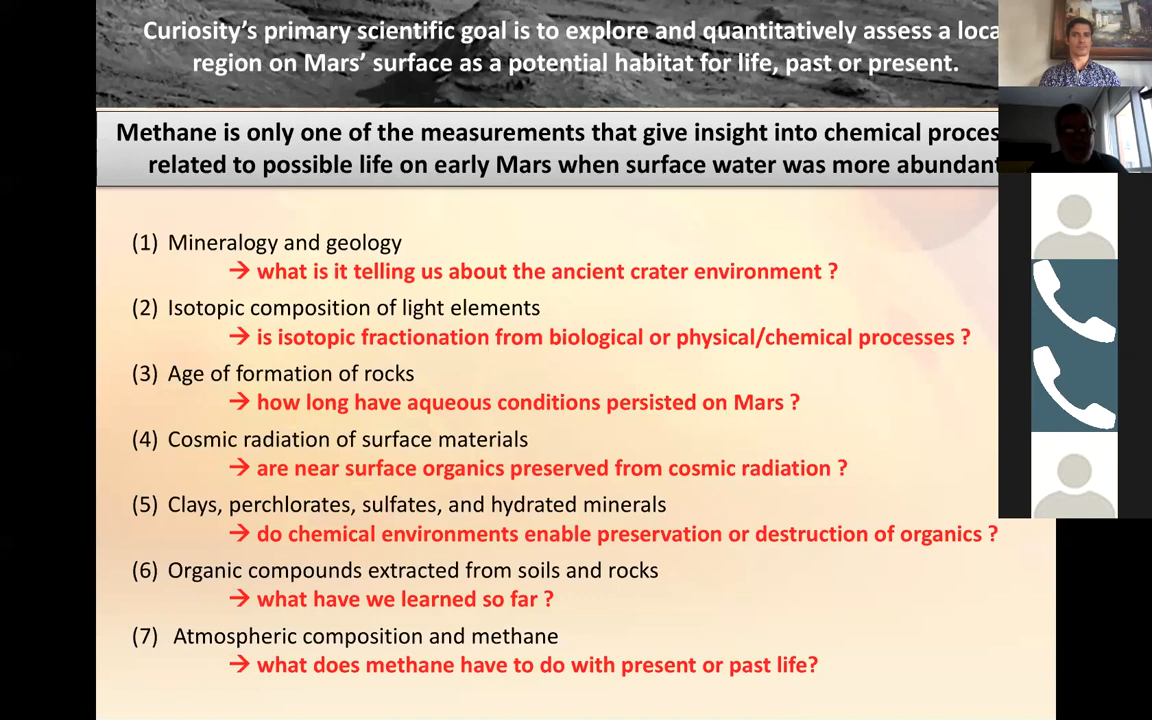 Curiosity's primary scientific goal is to explore and quantitatively assess a loca
region on Mars' surface as a potential habitat for life, past or present.
Methane is only one of the measurements that give insight into chemical proces
related to possible life on early Mars when surface water was more abundant
(1) Mineralogy and geology
→ what is it telling us about the ancient crater environment ?
(2) Isotopic composition of light elements
→ is isotopic fractionation from biological or physical/chemical processes ?
(3) Age of formation of rocks
→ how long have aqueous conditions persisted on Mars ?
(4) Cosmic radiation of surface materials
→ are near surface organics preserved from cosmic radiation ?
(5) Clays, perchlorates, sulfates, and hydrated minerals
→ do chemical environments enable preservation or destruction of organics ?
(6) Organic compounds extracted from soils and rocks
→ what have we learned so far ?
(7) Atmospheric composition and methane
→ what does methane have to do with present or past life?